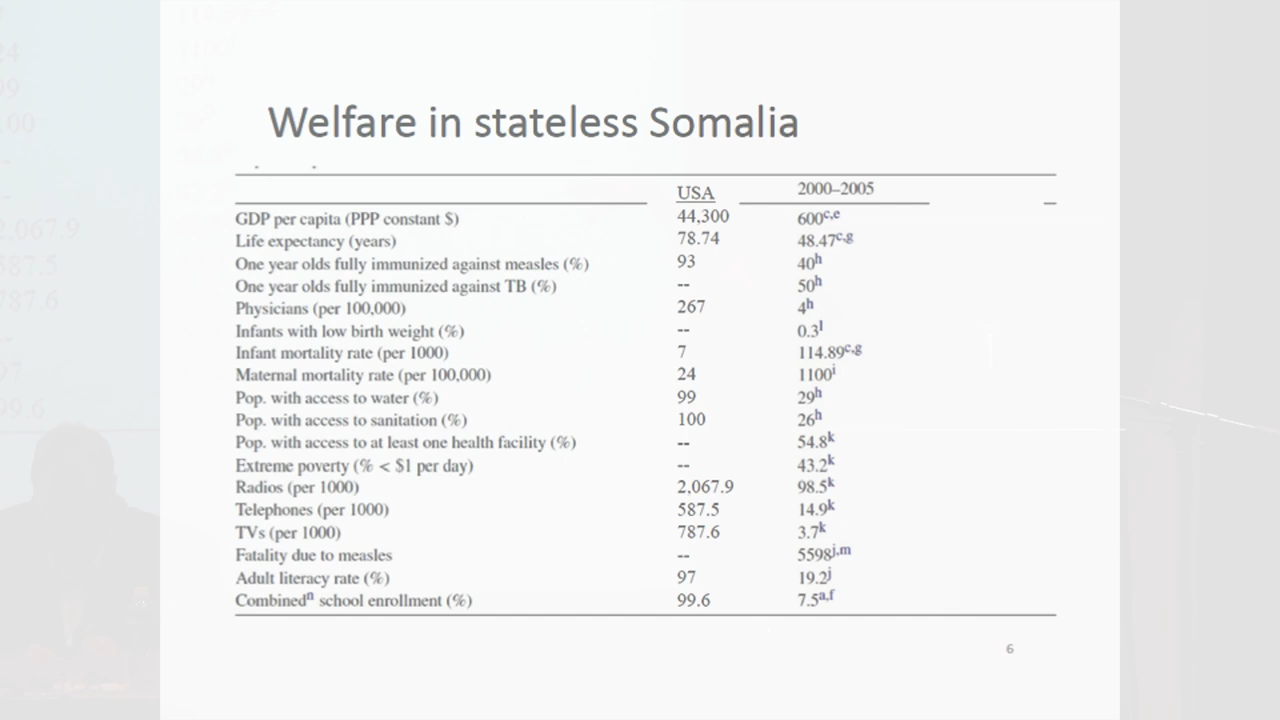 Welfare in stateless Somalia
USA 2000–2005
GDP per capita (PPP constant $) 44,300 600c,e
Life expectancy (years) 78.74 48.47c,g
One year olds fully immunized against measles (%) 93 40h
One year olds fully immunized against TB (%) -- 50h
Physicians (per 100,000) 267 4h
Infants with low birth weight (%) -- 0.3l
Infant mortality rate (per 1000) 7 114.89c,g
Maternal mortality rate (per 100,000) 24 1100i
Pop. with access to water (%) 99 29h
Pop. with access to sanitation (%) 100 26h
Pop. with access to at least one health facility (%) -- 54.8k
Extreme poverty (% < $1 per day) -- 43.2k
Radios (per 1000) 2,067.9 98.5k
Telephones (per 1000) 587.5 14.9k
TVs (per 1000) 787.6 3.7k
Fatality due to measles -- 5598j,m
Adult literacy rate (%) 97 19.2j
Combinedn school enrollment (%) 99.6 7.5a,f
6